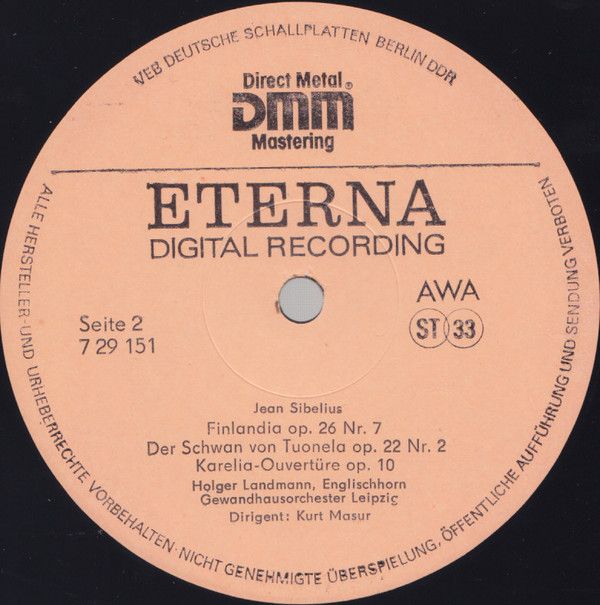 VEB DEUTSCHE SCHALLPLATTEN BERLIN DDR
Direct Metal
DMM®
Mastering
ETERNA
DIGITAL RECORDING
AWA
Seite 2
ST 33
7 29 151
Jean Sibelius
Finlandia op. 26 Nr. 7
Der Schwan von Tuonela op. 22 Nr. 2
Karelia-Ouvertüre op. 10
Holger Landmann, Englischhorn
Gewandhausorchester Leipzig
Dirigent: Kurt Masur
ALLE HERSTELLER- UND URHEBERRECHTE VORBEHALTEN · NICHT GENEHMIGTE ÜBERSPIELUNG, ÖFFENTLICHE AUFFÜHRUNG UND SENDUNG VERBOTEN